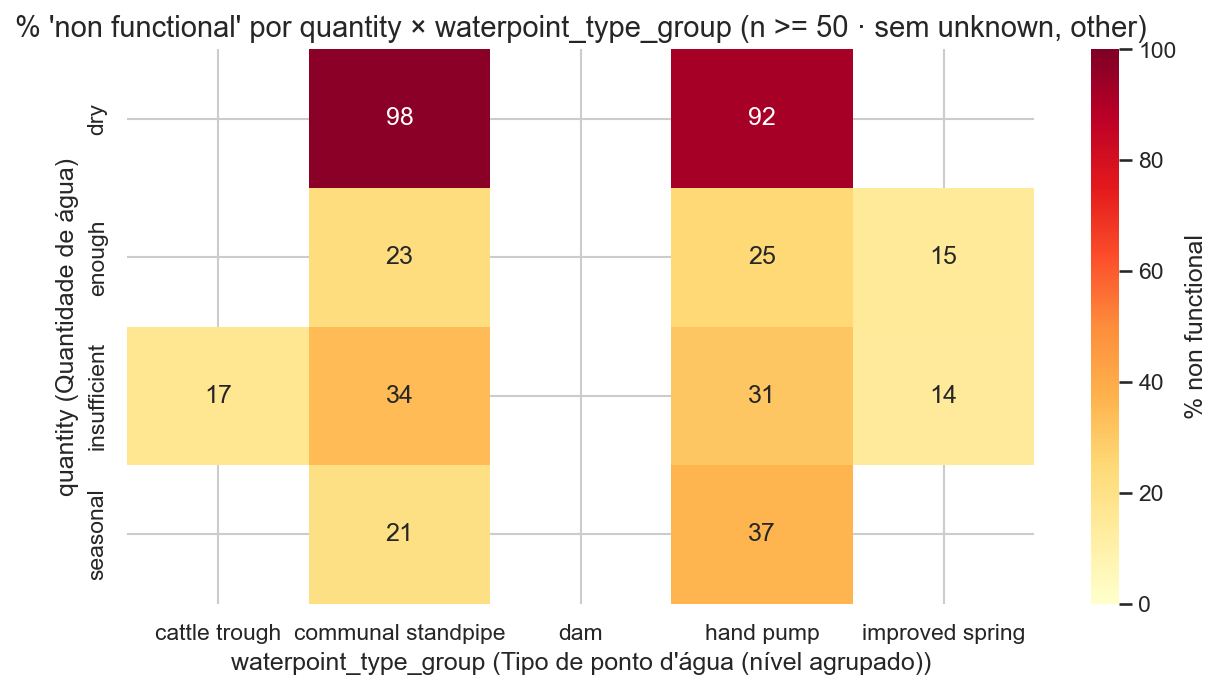 % 'non functional' por quantity × waterpoint_type_group (n >= 50 · sem unknown, other)
quantity (Quantidade de água)
dry
98
92
enough
23
25
15
insufficient
17
34
31
14
seasonal
21
37
cattle trough
communal standpipe
dam
hand pump
improved spring
waterpoint_type_group (Tipo de ponto d'água (nível agrupado))
100
80
60
40
20
0
% non functional